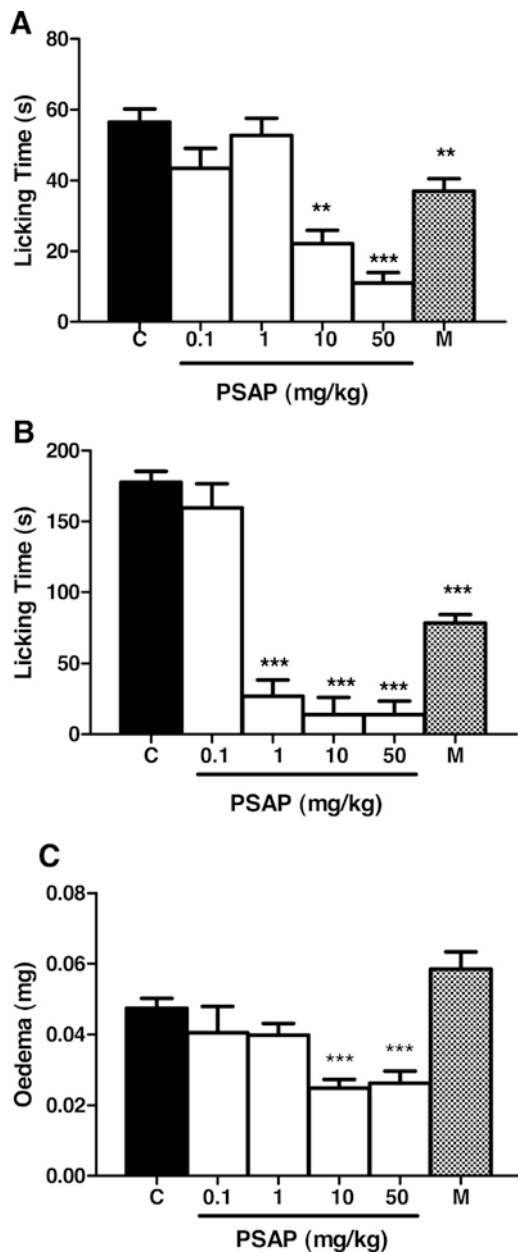 A
80
60
40
20
0
Licking Time (s)
**
***
**
C 0.1 1 10 50 M
PSAP (mg/kg)
B
200
150
100
50
0
Licking Time (s)
***
***
***
***
C 0.1 1 10 50 M
PSAP (mg/kg)
C
0.08
0.06
0.04
0.02
0.00
Oedema (mg)
***
***
C 0.1 1 10 50 M
PSAP (mg/kg)